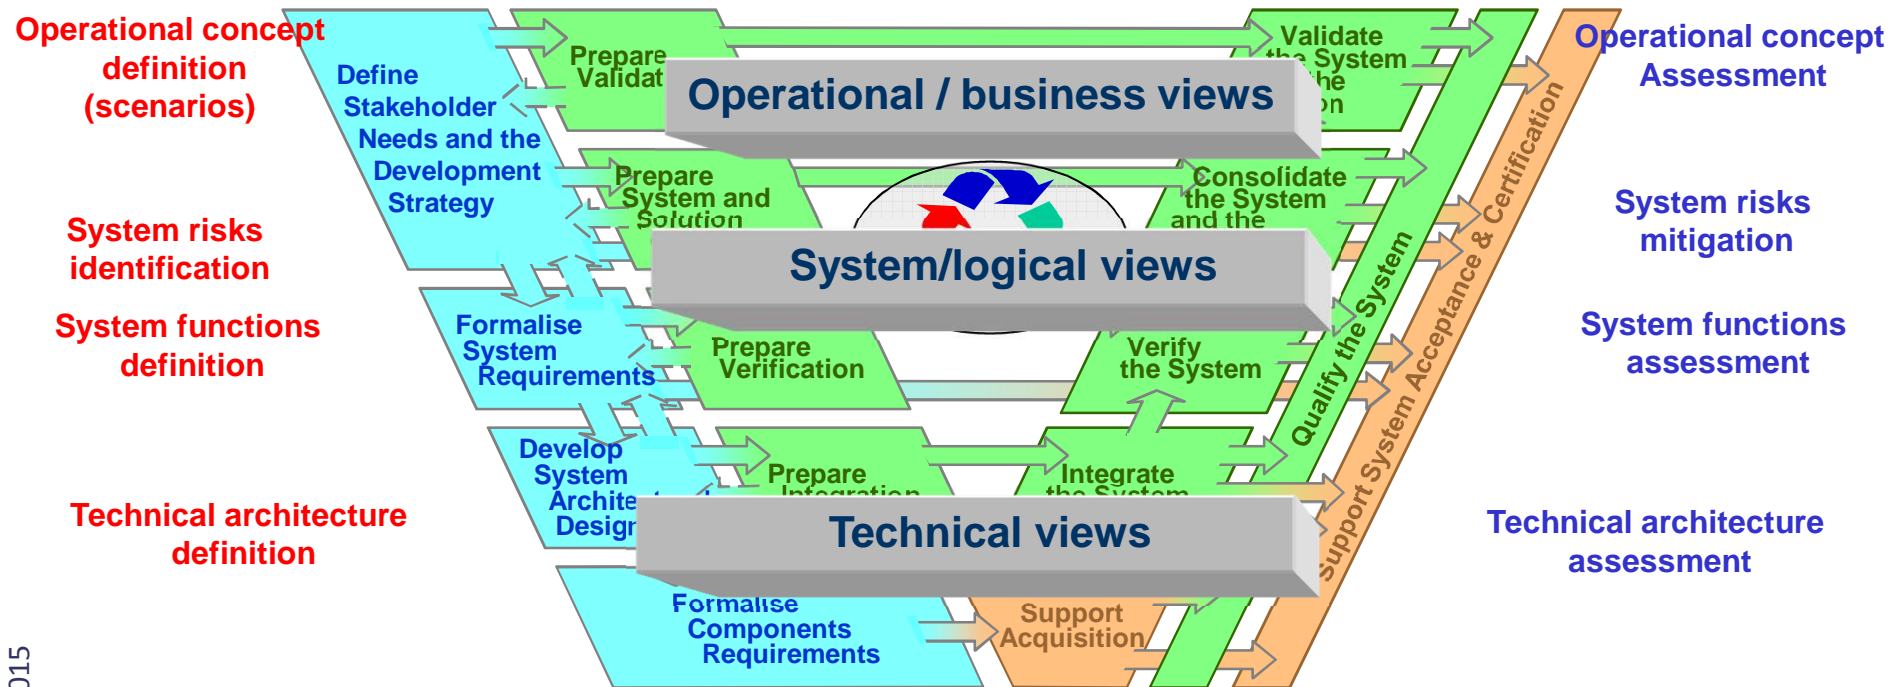 Operational concept
definition
(scenarios)
System risks
identification
System functions
definition
Technical architecture
definition
Define
Stakeholder
Needs and the
Development
Strategy
Formalise
System
Requirements
Develop
System
Design
Formalise
Components
Requirements
Prepare
Prepare
System and
Solution
Prepare
Verification
Prepare
Integration
Operational / business views
System/logical views
Technical views
Validate
the System
the
Consolidate
the System
and the
Verify
the System
Integrate
the System
Support
Acquisition
Qualify the System
Support System Acceptance & Certification
Operational concept
Assessment
System risks
mitigation
System functions
assessment
Technical architecture
assessment